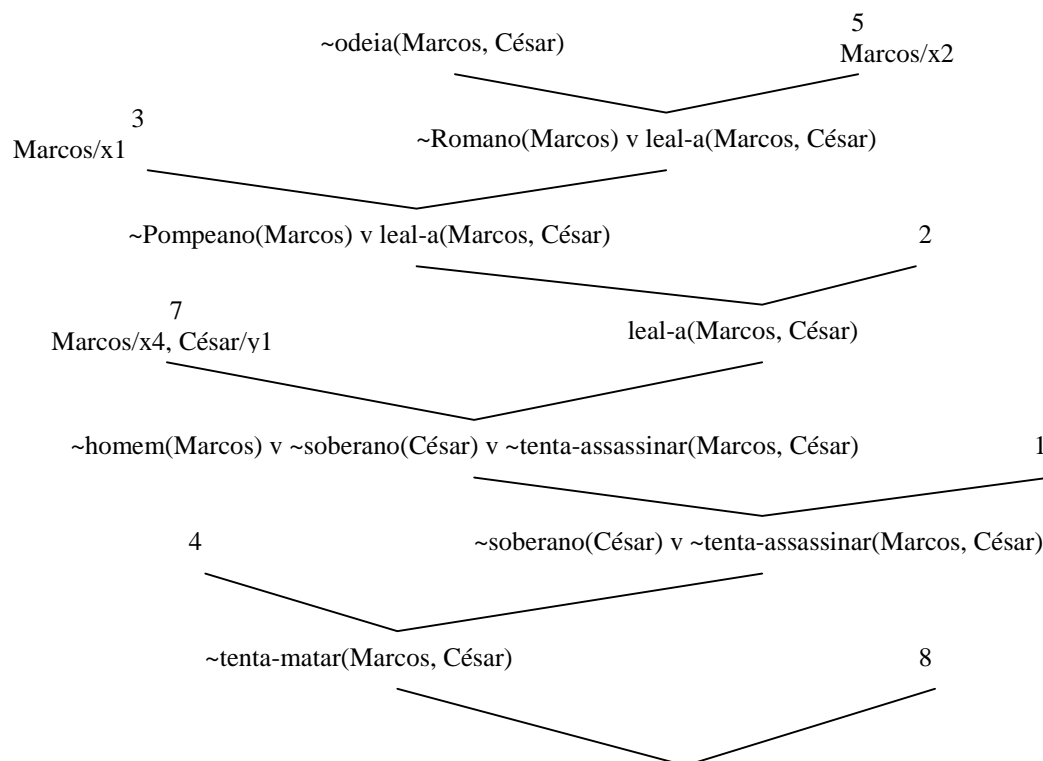 5
~odeia(Marcos, César)
Marcos/x2
3
Marcos/x1
~Romano(Marcos) v leal-a(Marcos, César)
~Pompeano(Marcos) v leal-a(Marcos, César)
2
7
Marcos/x4, César/y1
leal-a(Marcos, César)
~homem(Marcos) v ~soberano(César) v ~tenta-assassinar(Marcos, César)
1
4
~soberano(César) v ~tenta-assassinar(Marcos, César)
~tenta-matar(Marcos, César)
8